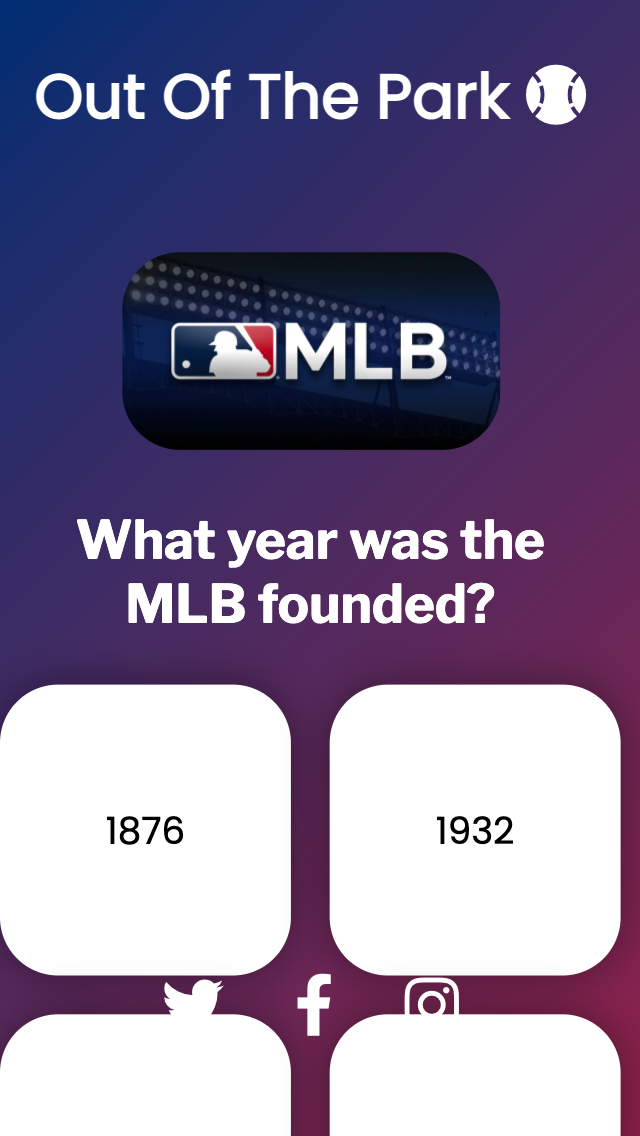 Out Of The Park
MLB
What year was the
MLB founded?
1876
1932